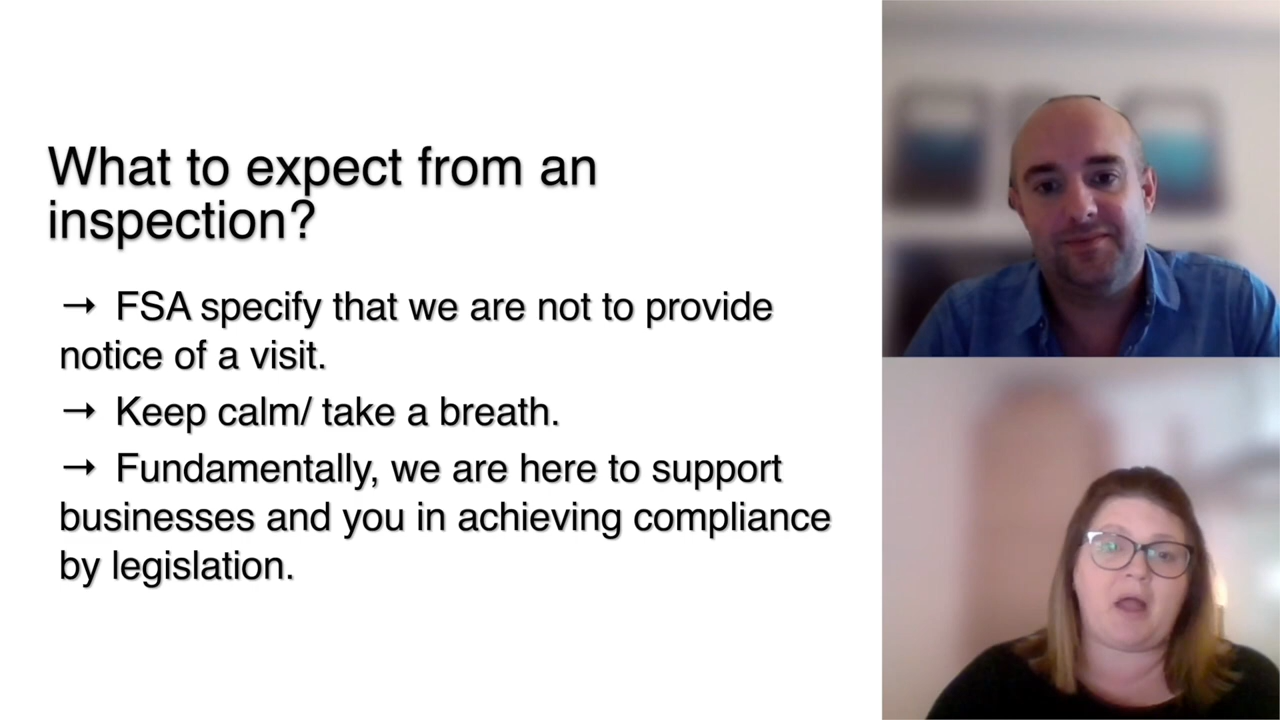 What to expect from an
inspection?
→ FSA specify that we are not to provide
notice of a visit.
→ Keep calm/ take a breath.
→ Fundamentally, we are here to support
businesses and you in achieving compliance
by legislation.